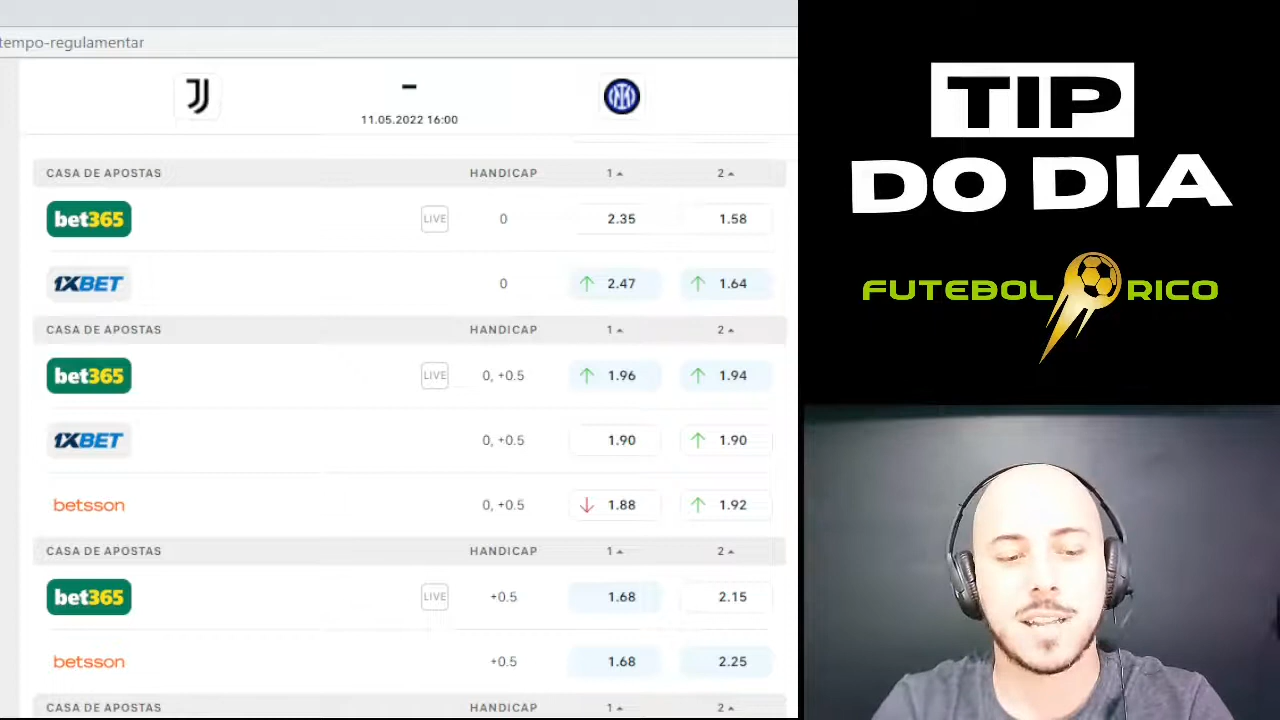 tempo-regulamentar
11.05.2022 16:00
CASA DE APOSTAS HANDICAP 1 2
bet365 LIVE 0 2.35 1.58
1XBET 0 2.47 1.64
CASA DE APOSTAS HANDICAP 1 2
bet365 LIVE 0, +0.5 1.96 1.94
1XBET 0, +0.5 1.90 1.90
betsson 0, +0.5 1.88 1.92
CASA DE APOSTAS HANDICAP 1 2
bet365 LIVE +0.5 1.68 2.15
betsson +0.5 1.68 2.25
CASA DE APOSTAS HANDICAP 1 2
TIP
DO DIA
FUTEBOL RICO